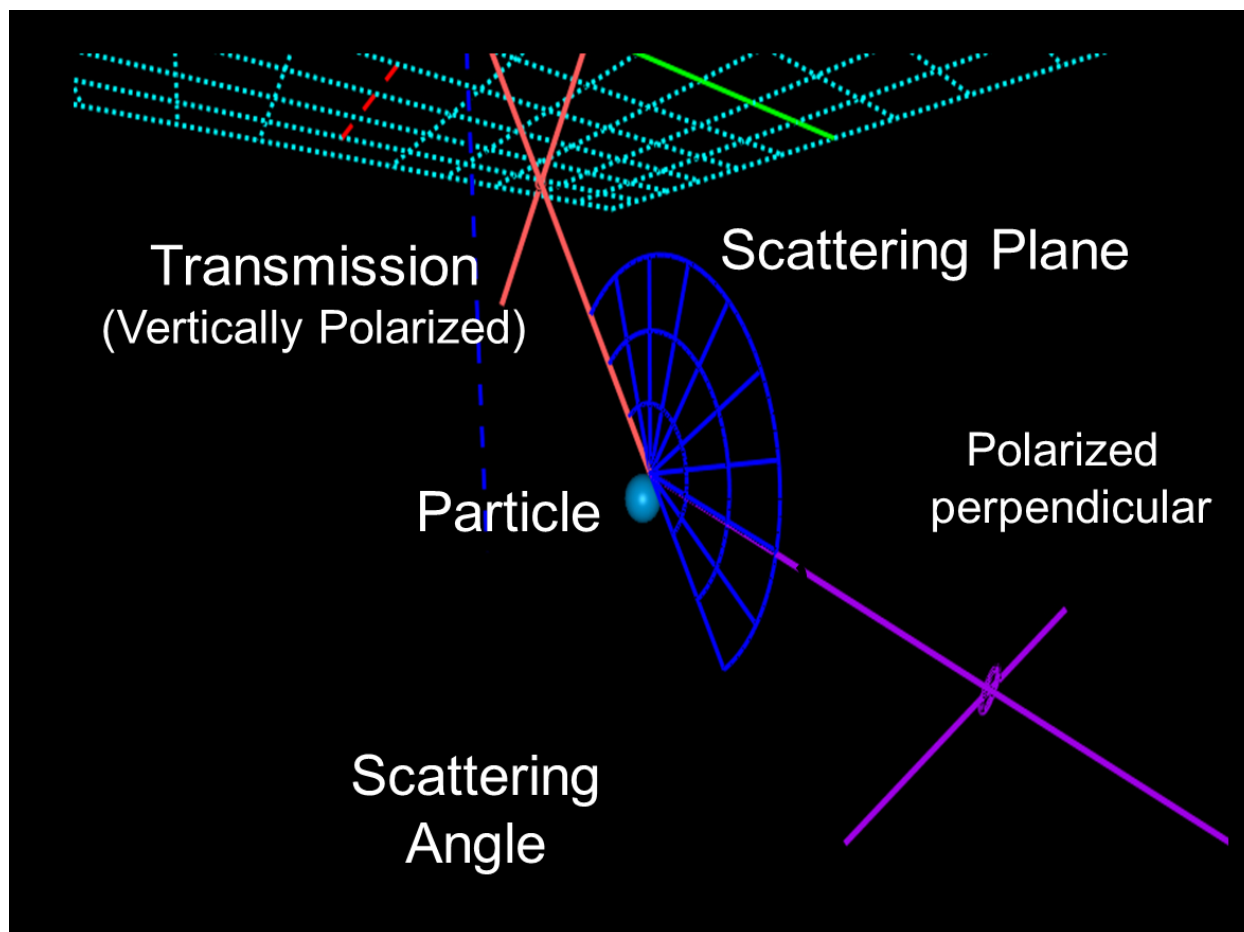 Scattering Plane
Transmission
(Vertically Polarized)
Polarized
perpendicular
Particle
Scattering
Angle